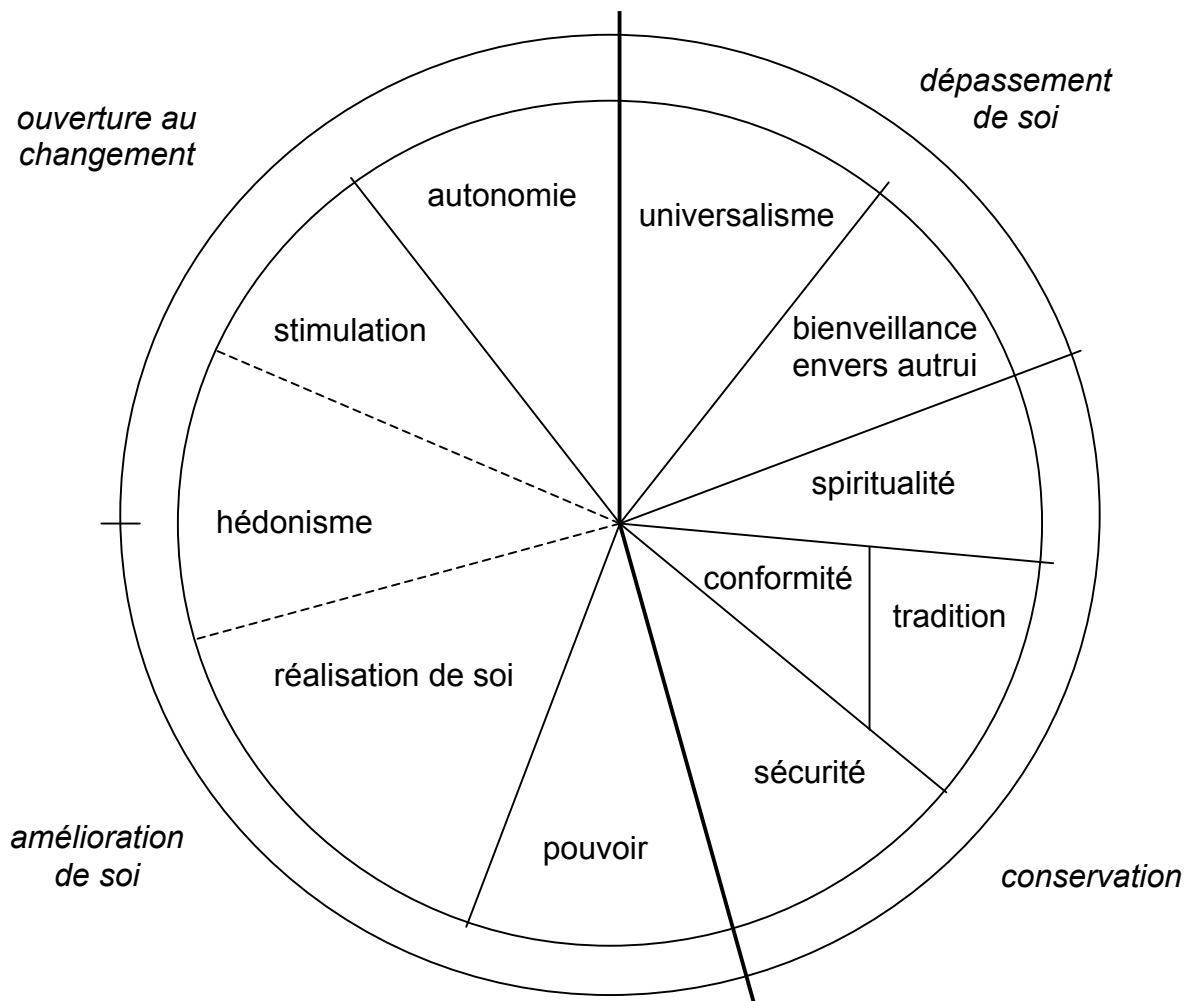 dépassement
de soi
ouverture au
changement
autonomie
universalisme
stimulation
bienveillance
envers autrui
spiritualité
hédonisme
conformité
tradition
réalisation de soi
sécurité
pouvoir
amélioration
de soi
conservation